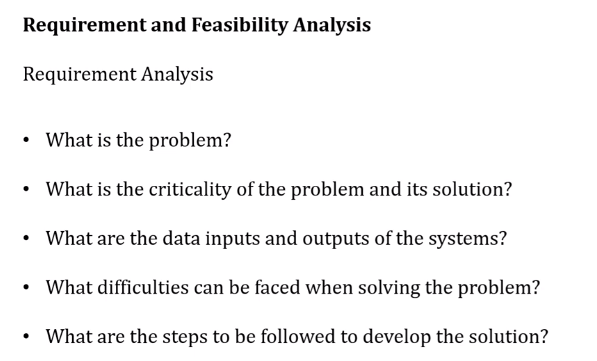 Requirement and Feasibility Analysis
Requirement Analysis
• What is the problem?
• What is the criticality of the problem and its solution?
• What are the data inputs and outputs of the systems?
• What difficulties can be faced when solving the problem?
• What are the steps to be followed to develop the solution?